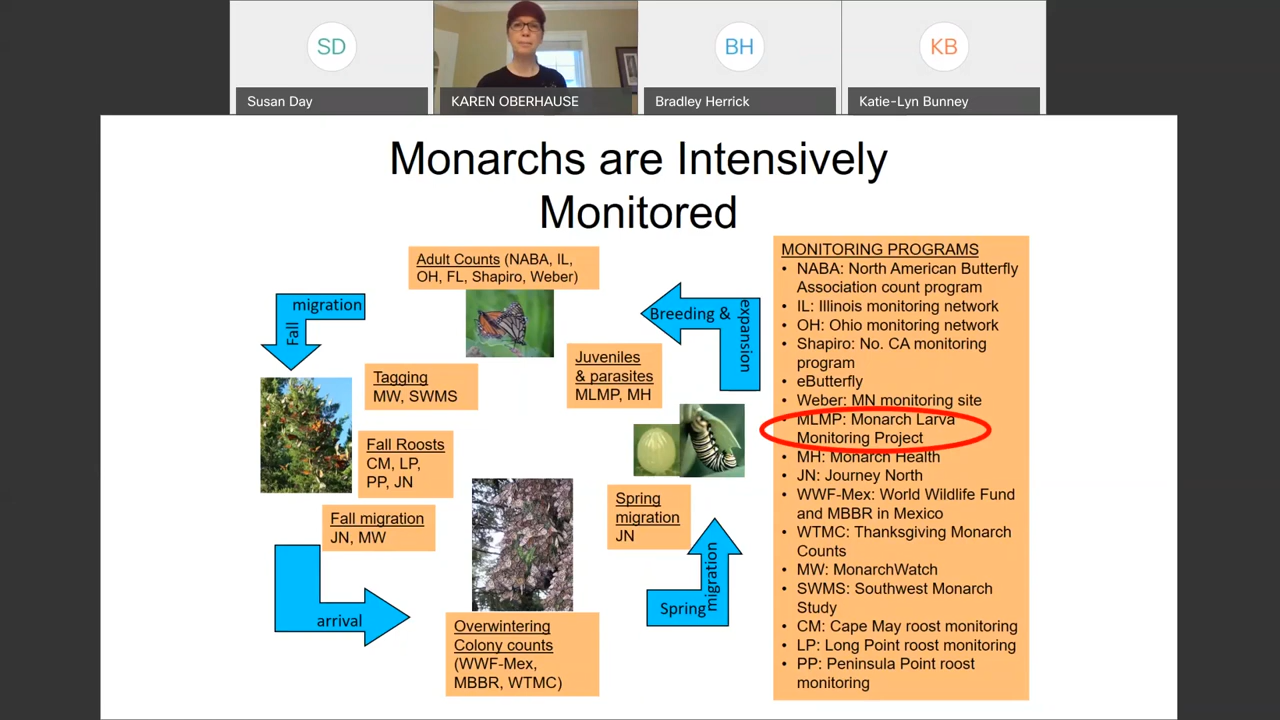 SD
BH
KB
Susan Day
KAREN OBERHAUSE
Bradley Herrick
Katie-Lyn Bunney
Monarchs are Intensively
Monitored
Adult Counts (NABA, IL,
OH, FL, Shapiro, Weber)
migration
Fall
Breeding &
expansion
Tagging
MW, SWMS
Juveniles
& parasites
MLMP, MH
Fall Roosts
CM, LP,
PP, JN
Fall migration
JN, MW
Spring
migration
JN
arrival
Spring
migration
Overwintering
Colony counts
(WWF-Mex,
MBBR, WTMC)
MONITORING PROGRAMS
• NABA: North American Butterfly
Association count program
• IL: Illinois monitoring network
• OH: Ohio monitoring network
• Shapiro: No. CA monitoring
program
• eButterfly
• Weber: MN monitoring site
• MLMP: Monarch Larva
Monitoring Project
• MH: Monarch Health
• JN: Journey North
• WWF-Mex: World Wildlife Fund
and MBBR in Mexico
• WTMC: Thanksgiving Monarch
Counts
• MW: MonarchWatch
• SWMS: Southwest Monarch
Study
• CM: Cape May roost monitoring
• LP: Long Point roost monitoring
• PP: Peninsula Point roost
monitoring